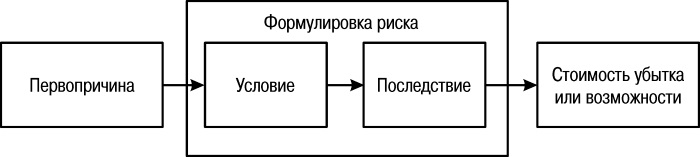 Формулировка риска
Первопричина
Условие
Последствие
Стоимость убытка
или возможности